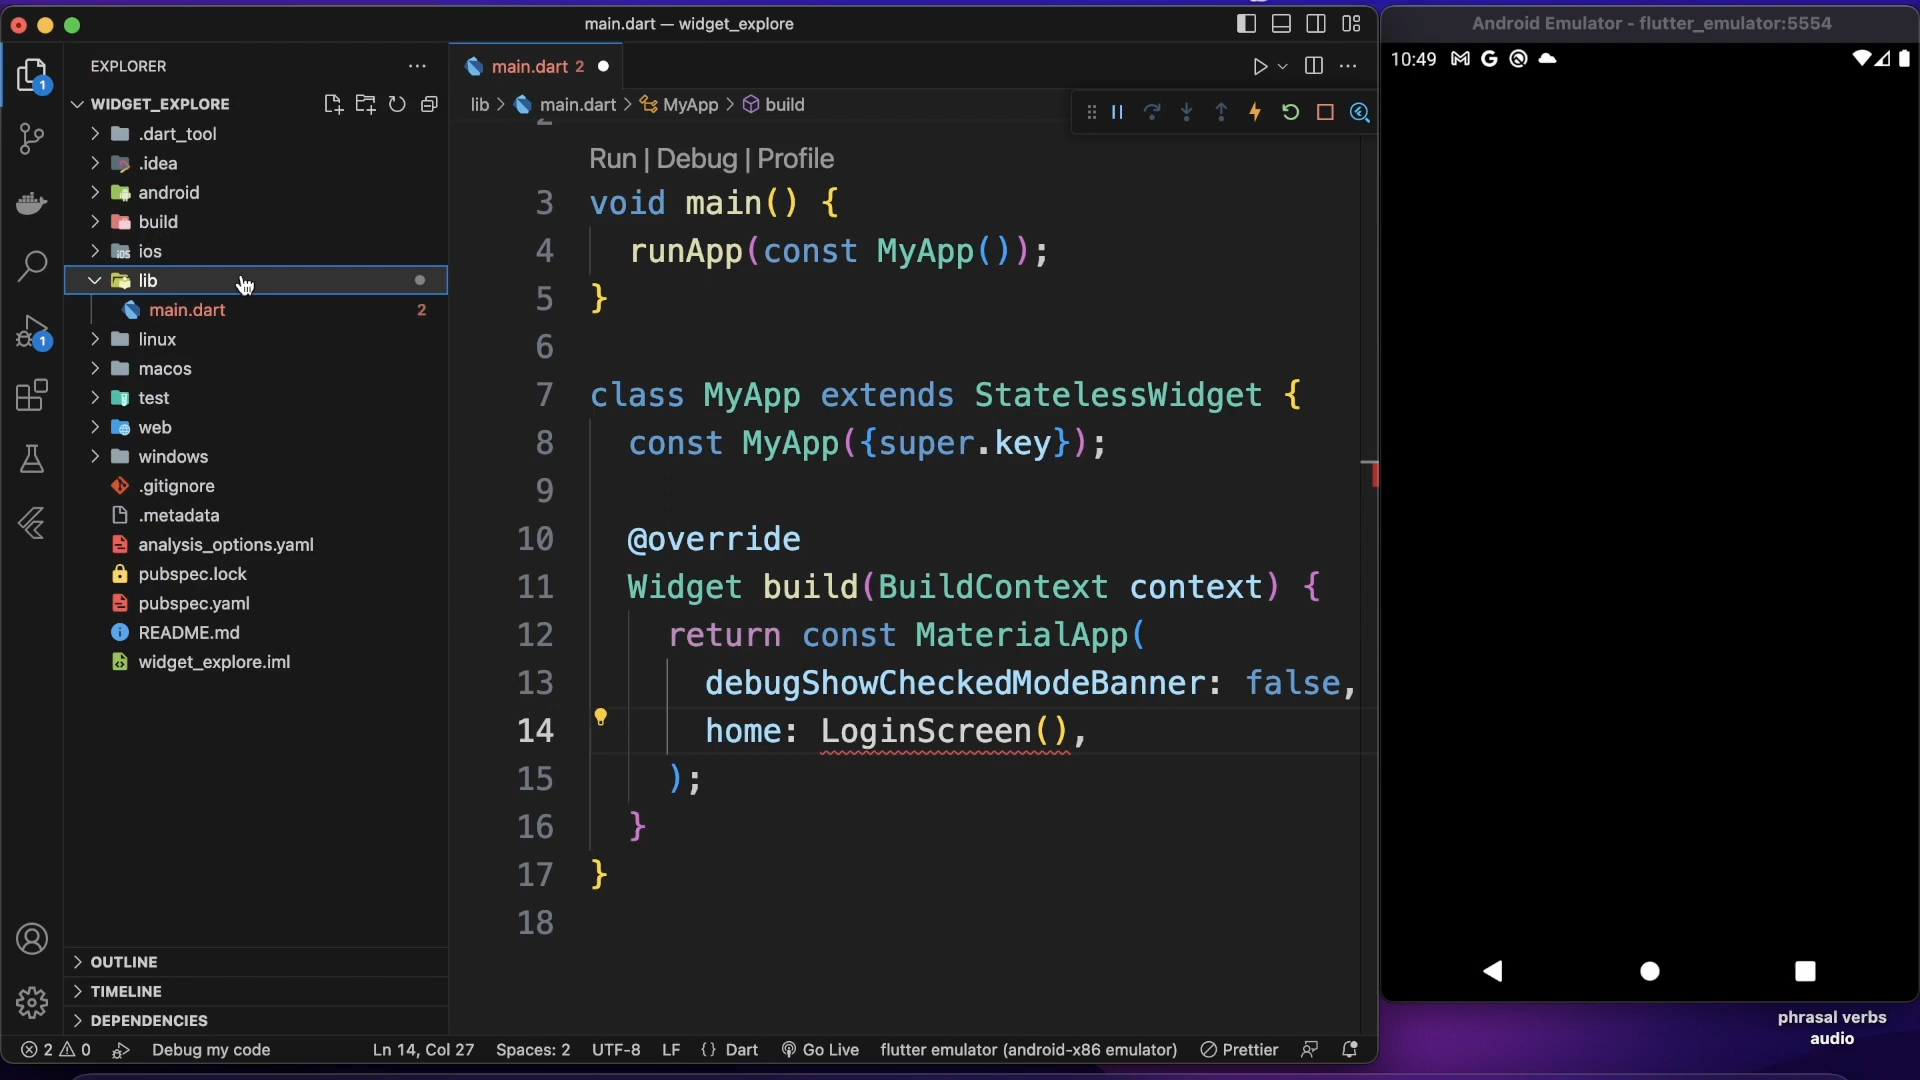 main.dart — widget_explore
EXPLORER
WIDGET_EXPLORE
.dart_tool
.idea
android
build
ios
lib
main.dart 2
linux
macos
test
web
windows
.gitignore
.metadata
analysis_options.yaml
pubspec.lock
pubspec.yaml
README.md
widget_explore.iml
OUTLINE
TIMELINE
DEPENDENCIES
1
1
main.dart 2
lib > main.dart > MyApp > build
Run | Debug | Profile
3 void main() {
4 runApp(const MyApp());
5 }
6
7 class MyApp extends StatelessWidget {
8 const MyApp({super.key});
9
10 @override
11 Widget build(BuildContext context) {
12 return const MaterialApp(
13 debugShowCheckedModeBanner: false,
14 home: LoginScreen(),
15 );
16 }
17 }
18
2 0 Debug my code Ln 14, Col 27 Spaces: 2 UTF-8 LF {} Dart Go Live flutter emulator (android-x86 emulator) Prettier
Android Emulator - flutter_emulator:5554
10:49
phrasal verbs
audio